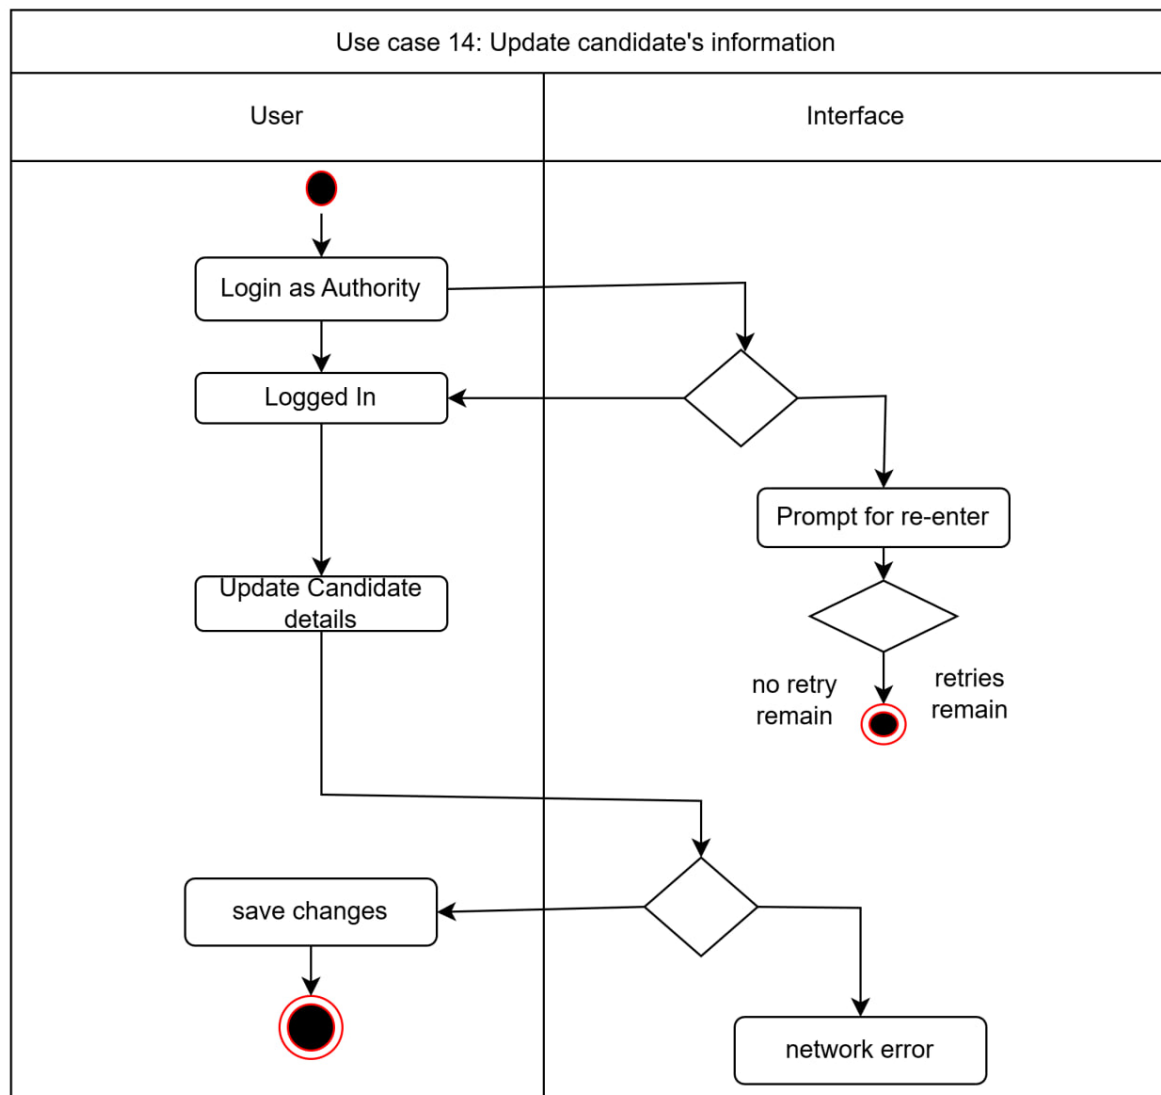 Use case 14: Update candidate's information
User
Interface
Login as Authority
Logged In
Prompt for re-enter
Update Candidate
details
no retry
remain
retries
remain
save changes
network error